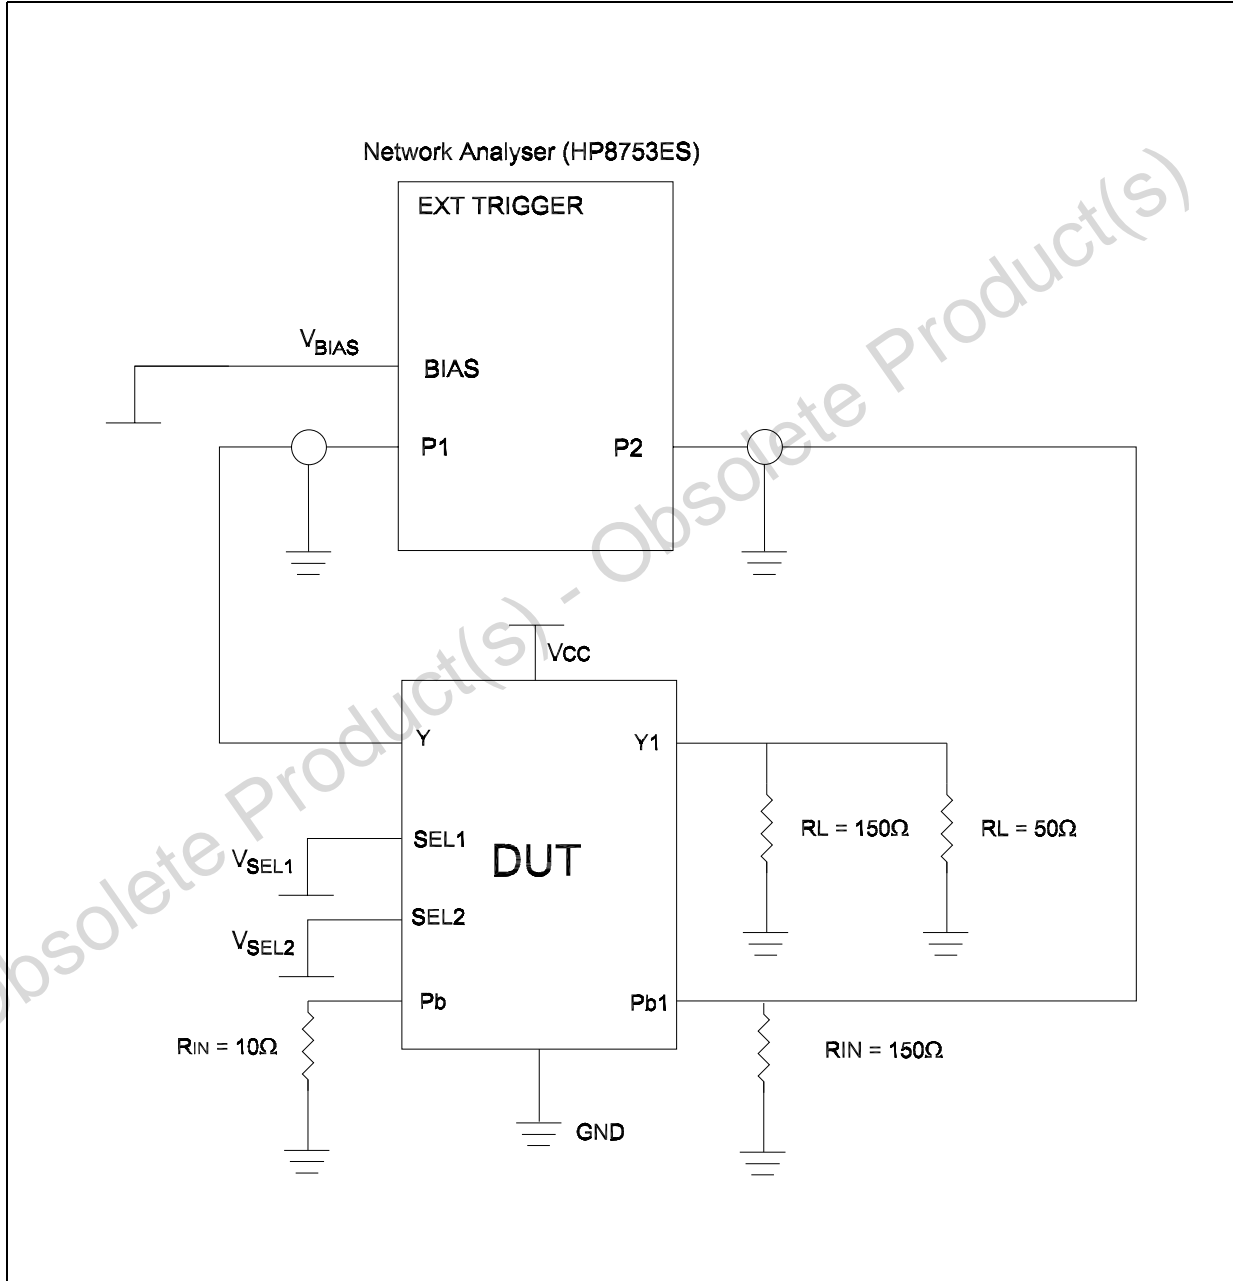 Network Analyser (HP8753ES)
EXT TRIGGER
VBIAS
BIAS
P1
P2
VCC
Y
Y1
RL = 150Ω
RL = 50Ω
SEL1
VSEL1
DUT
SEL2
VSEL2
Pb
Pb1
RIN = 10Ω
RIN = 150Ω
GND
Obsolete Product(s) - Obsolete Product(s)